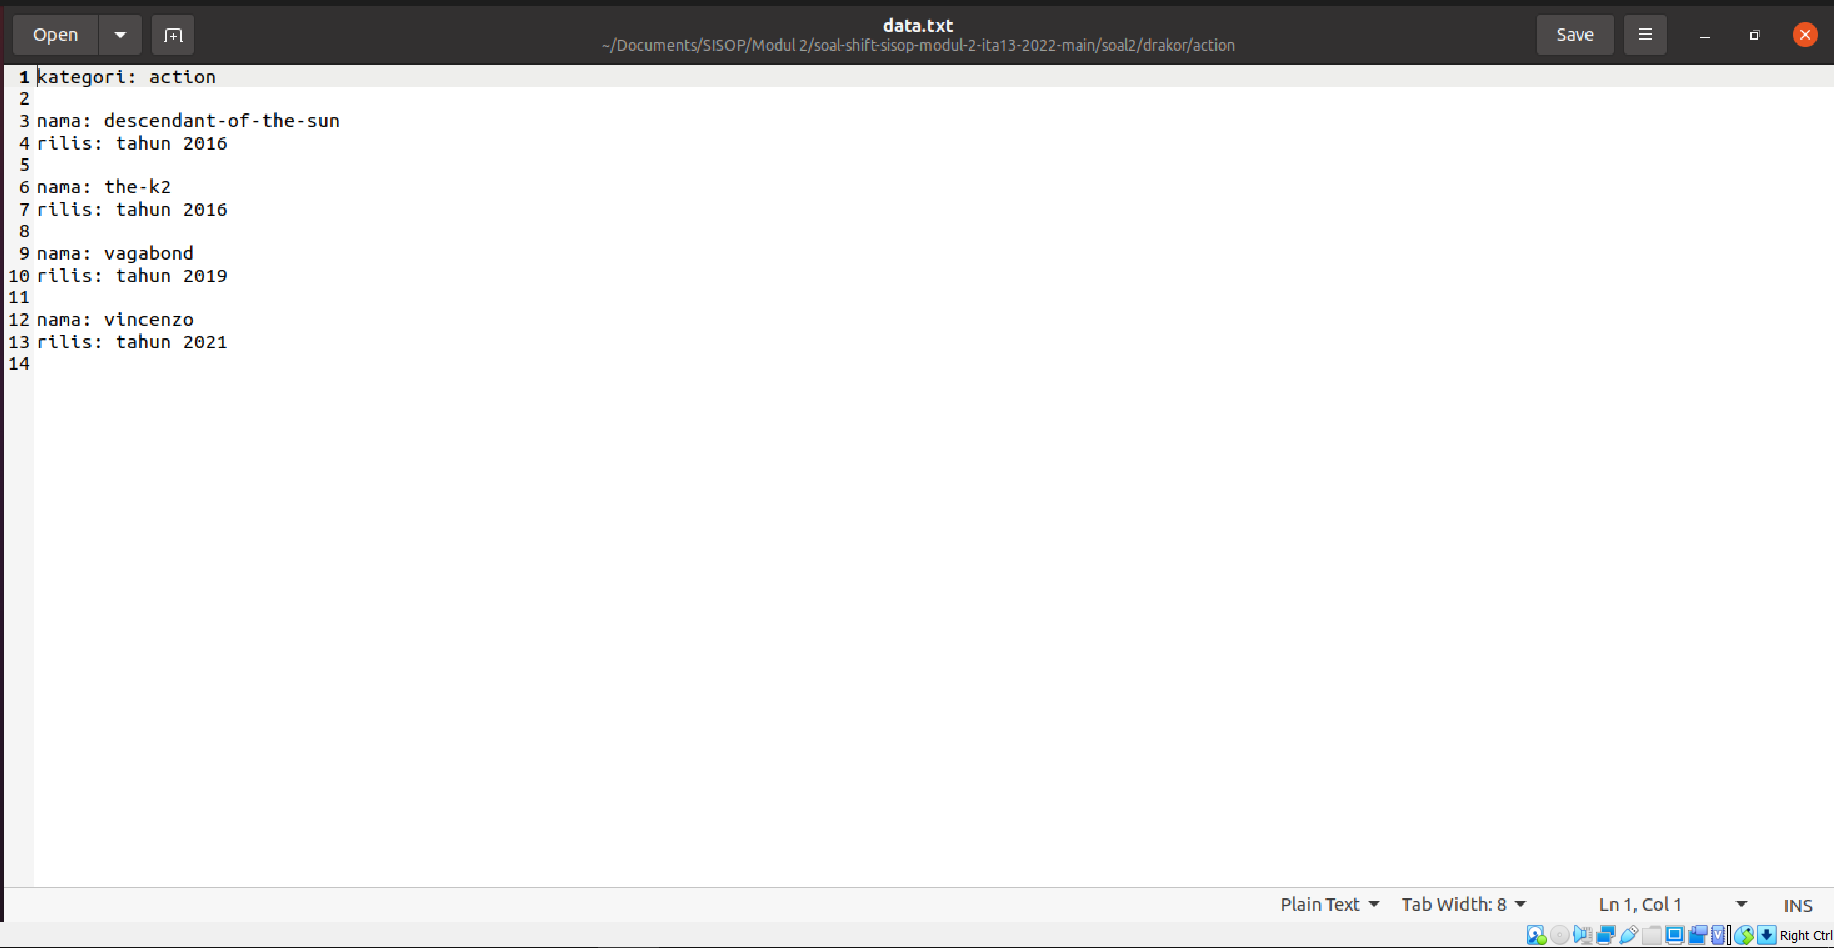 Open
data.txt
~/Documents/SISOP/Modul 2/soal-shift-sisop-modul-2-ita13-2022-main/soal2/drakor/action
Save
1 kategori: action
2
3 nama: descendant-of-the-sun
4 rilis: tahun 2016
5
6 nama: the-k2
7 rilis: tahun 2016
8
9 nama: vagabond
10 rilis: tahun 2019
11
12 nama: vincenzo
13 rilis: tahun 2021
14
Plain Text Tab Width: 8 Ln 1, Col 1 INS
Right Ctrl